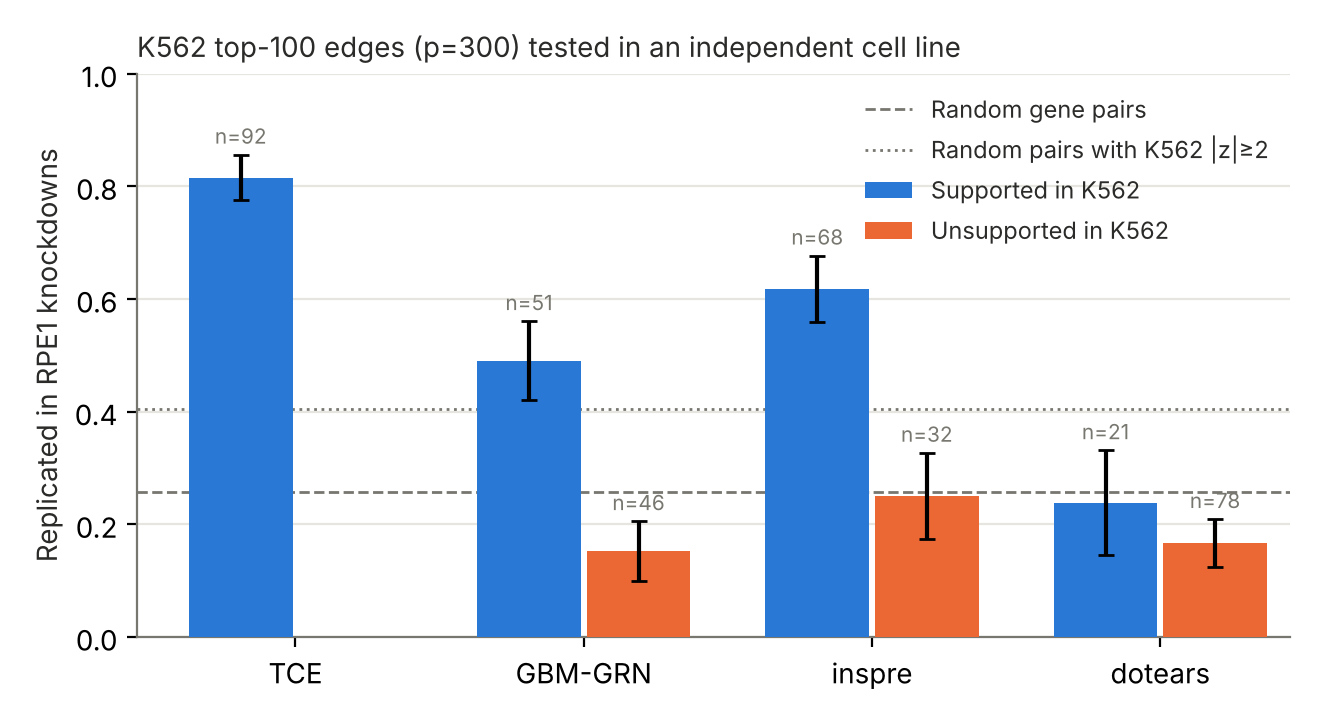 K562 top-100 edges (p=300) tested in an independent cell line
Replicated in RPE1 knockdowns
1.0
0.8
0.6
0.4
0.2
0.0
Random gene pairs
Random pairs with K562 |z|≥2
Supported in K562
Unsupported in K562
n=92
n=51
n=46
n=68
n=32
n=21
n=78
TCE
GBM-GRN
inspre
dotears